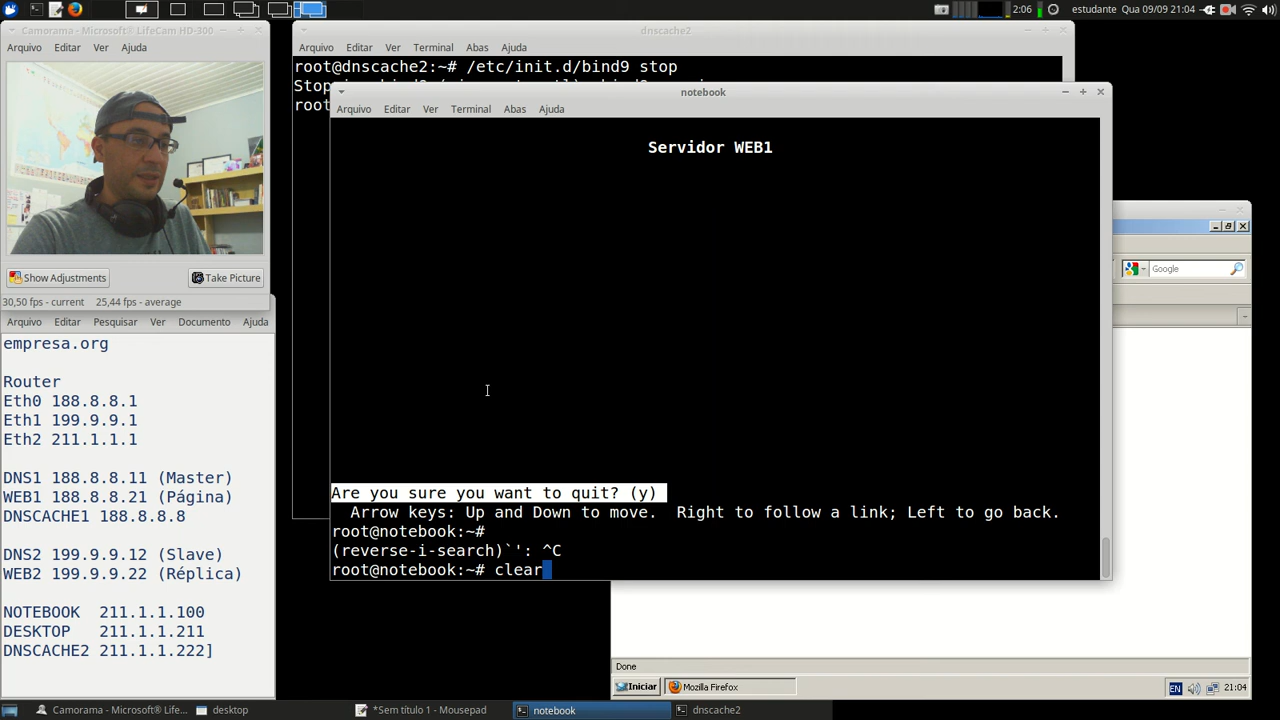 2:06
estudante
Qua 09/09 21:04
Camorama - Microsoft® LifeCam HD-300
Arquivo Editar Ver Ajuda
Show Adjustments
Take Picture
30,50 fps - current 25,44 fps - average
Arquivo Editar Pesquisar Ver Documento Ajuda
empresa.org
Router
Eth0 188.8.8.1
Eth1 199.9.9.1
Eth2 211.1.1.1
DNS1 188.8.8.11 (Master)
WEB1 188.8.8.21 (Página)
DNSCACHE1 188.8.8.8
DNS2 199.9.9.12 (Slave)
WEB2 199.9.9.22 (Réplica)
NOTEBOOK 211.1.1.100
DESKTOP 211.1.1.211
DNSCACHE2 211.1.1.222]
dnscache2
Arquivo Editar Ver Terminal Abas Ajuda
root@dnscache2:~# /etc/init.d/bind9 stop
root
notebook
Arquivo Editar Ver Terminal Abas Ajuda
Servidor WEB1
Are you sure you want to quit? (y)
Arrow keys: Up and Down to move. Right to follow a link; Left to go back.
root@notebook:~#
(reverse-i-search)`': ^C
root@notebook:~# clear
Google
Done
Iniciar
Mozilla Firefox
EN
21:04
Camorama - Microsoft® Life...
desktop
*Sem título 1 - Mousepad
notebook
dnscache2